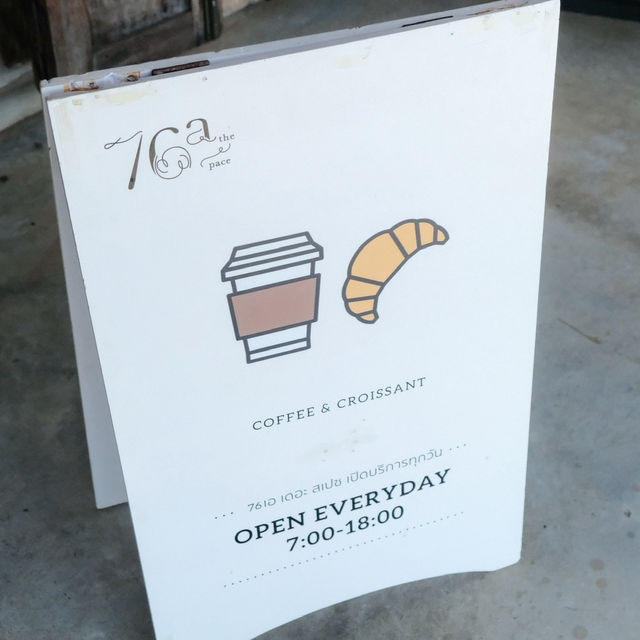 76a the
space
COFFEE & CROISSANT
... 76เอ เดอะ สเปซ เปิดบริการทุกวัน ...
OPEN EVERYDAY
7:00-18:00